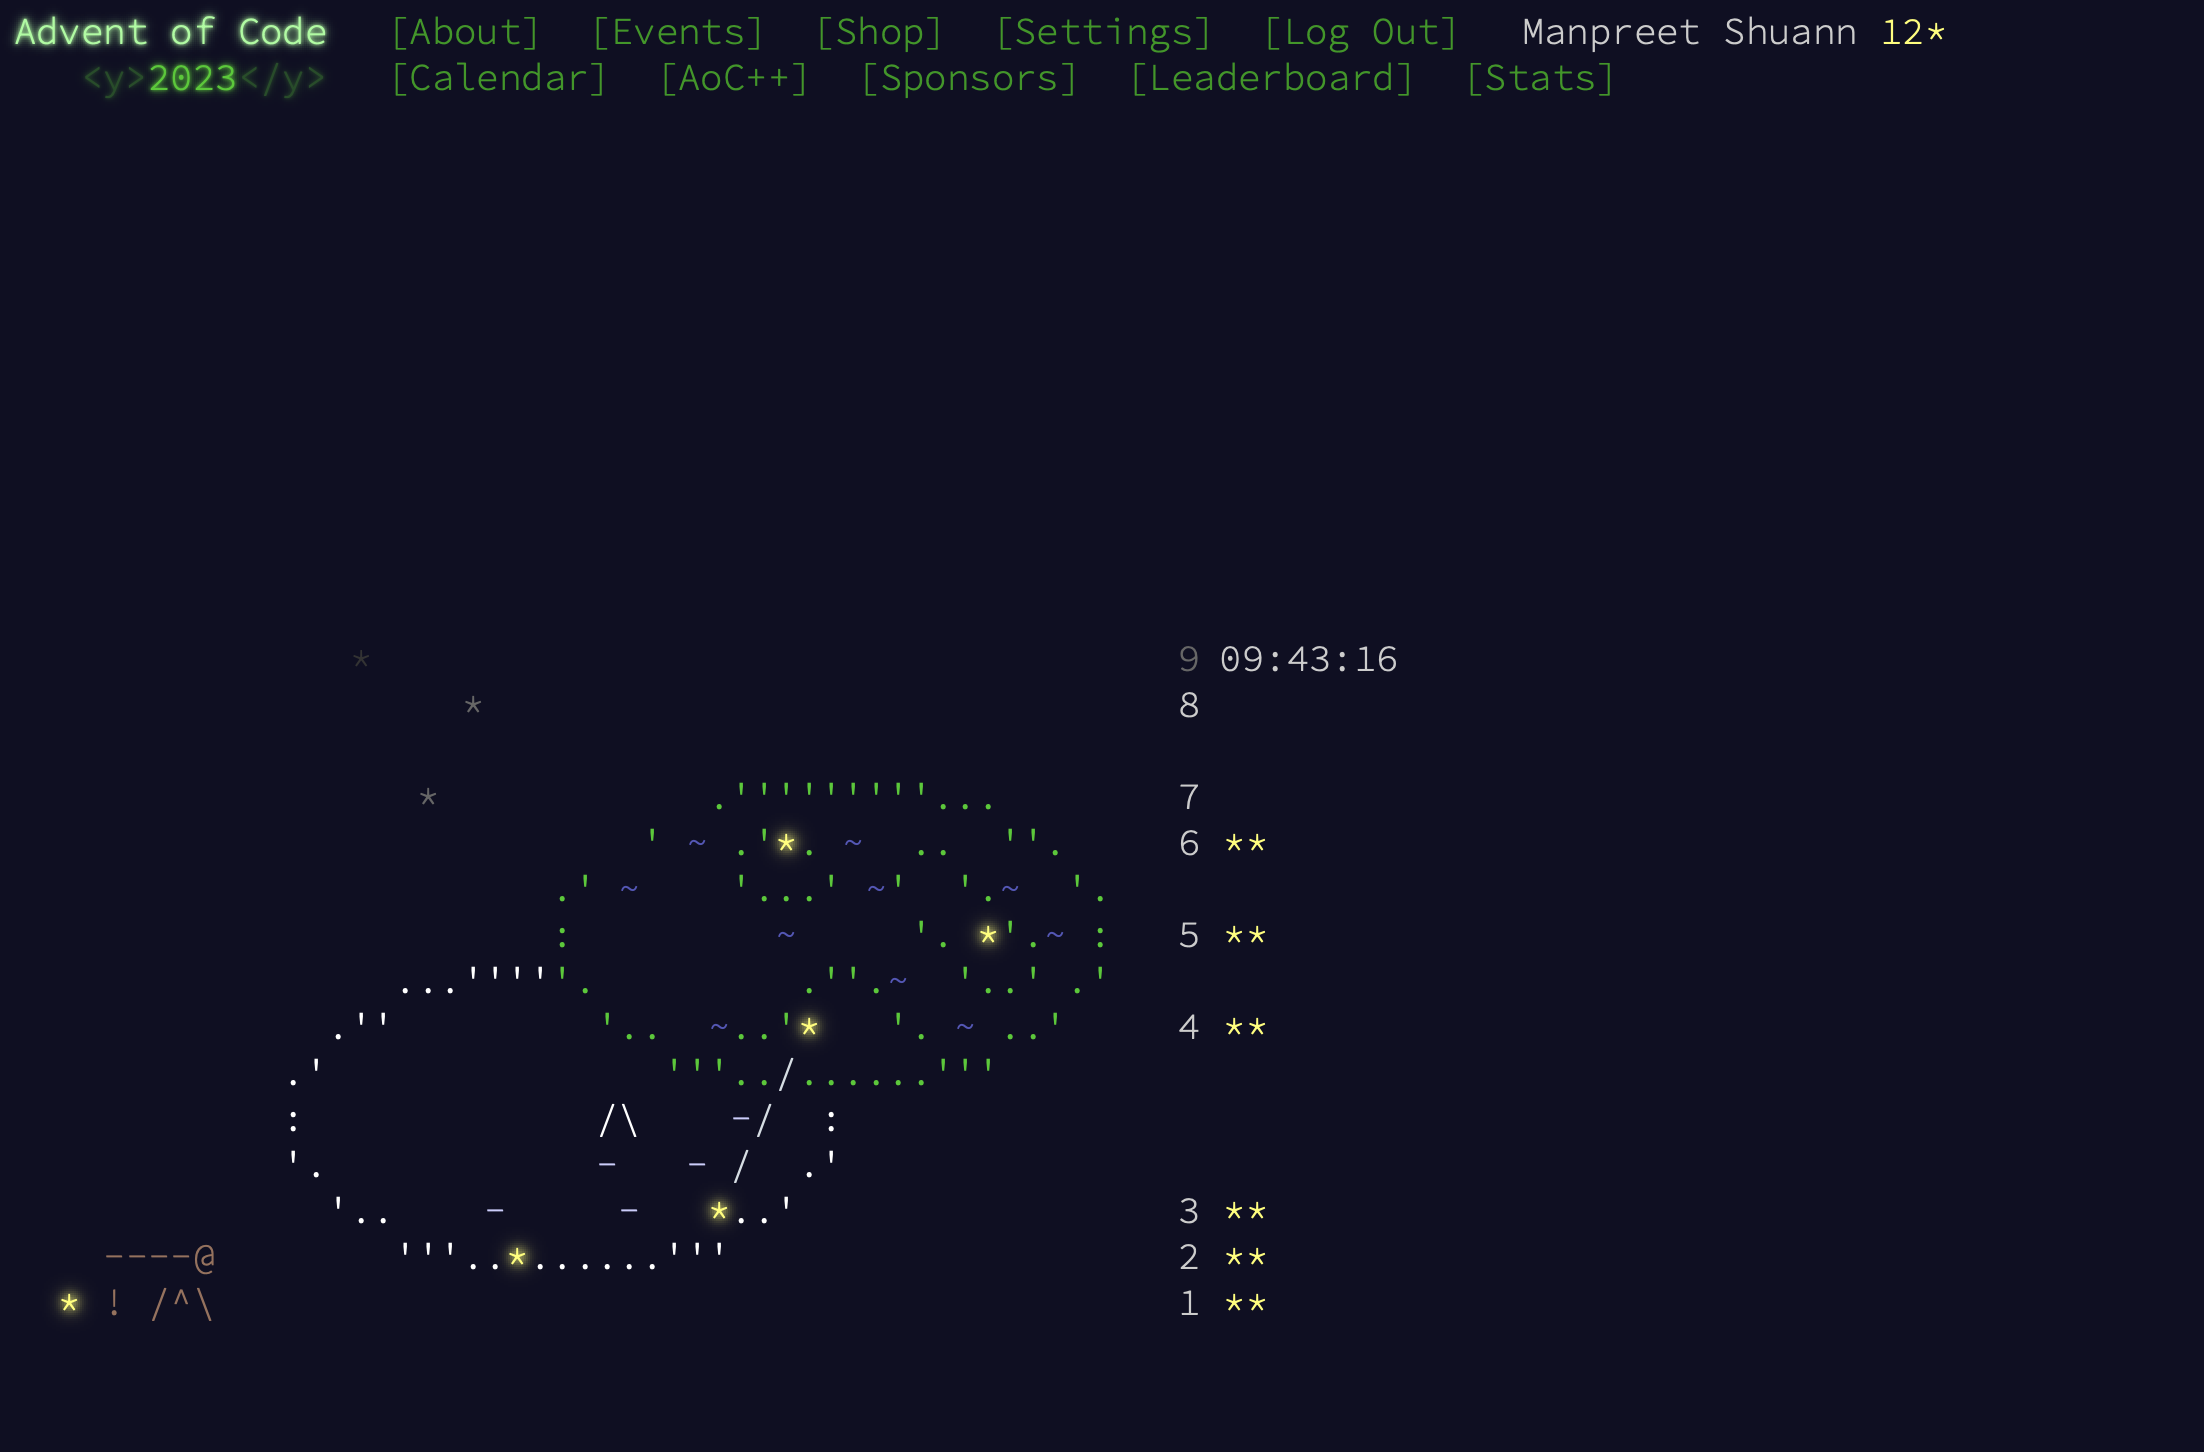 Advent of Code [About] [Events] [Shop] [Settings] [Log Out] Manpreet Shuann 12*
<y>2023</y> [Calendar] [AoC++] [Sponsors] [Leaderboard] [Stats]
* 9 09:43:16
* 8
* .'''''''''... 7
' ~ .'*. ~ .. ''. 6 **
.' ~ '...' ~' '.~ '.
: ~ '. *'.~ : 5 **
...'''''. .''.~ '..' .'
.'' '.. ~..'* '. ~ ..' 4 **
.' '''../......'''
: /\ -/ :
'. - - / .'
'.. - - *..' 3 **
----@ '''..*......''' 2 **
* ! /^\ 1 **